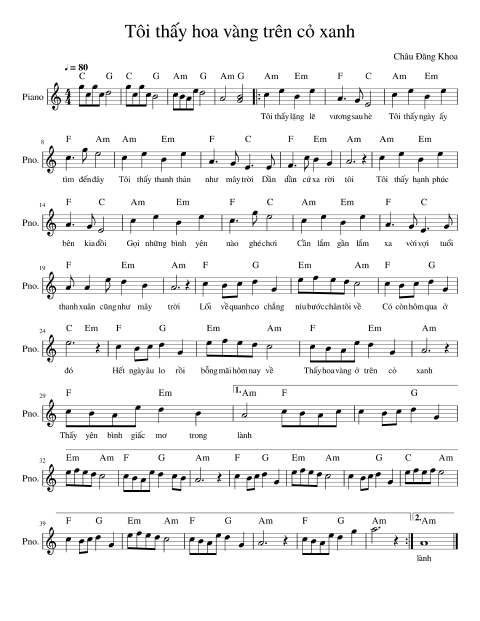 Tôi thấy hoa vàng trên cỏ xanh
Châu Đăng Khoa
= 80
C G C G Am G Am G Am Em F C Am Em
Piano
4 4
Tôi thấy lặng lẽ vương sau hè Tôi thấy ngày ấy
8
F Am Am Em Am F C Em F G Am Am Em
Pno.
tìm đến đây Tôi thấy thanh thản như mây trời Dần dần cứ xa rời tôi Tôi thấy hạnh phúc
14
F C Am Em F Am Am Em F C
Pno.
bên kia đồi Gọi những bình yên nào ghé chơi Cần lắm gần lắm xa vời vợi tuổi
19
F Em Am F G Em Am F G
Pno.
thanh xuân cũng như mây trời Lối về quanh co chẳng níu bước chân tôi về Có còn hôm qua ở
24
C Em F G Em Am F G C Am
Pno.
đó Hết ngày âu lo rồi bỗng mãi hôm nay về Thấy hoa vàng ở trên cỏ xanh
29
F Em 1. Am F G
Pno.
Thấy yên bình giấc mơ trong lành
32
Em Am F G Am Em Am F G C Am
Pno.
39
F G Em Am F G Am F G Am 2. Am
Pno.
lành